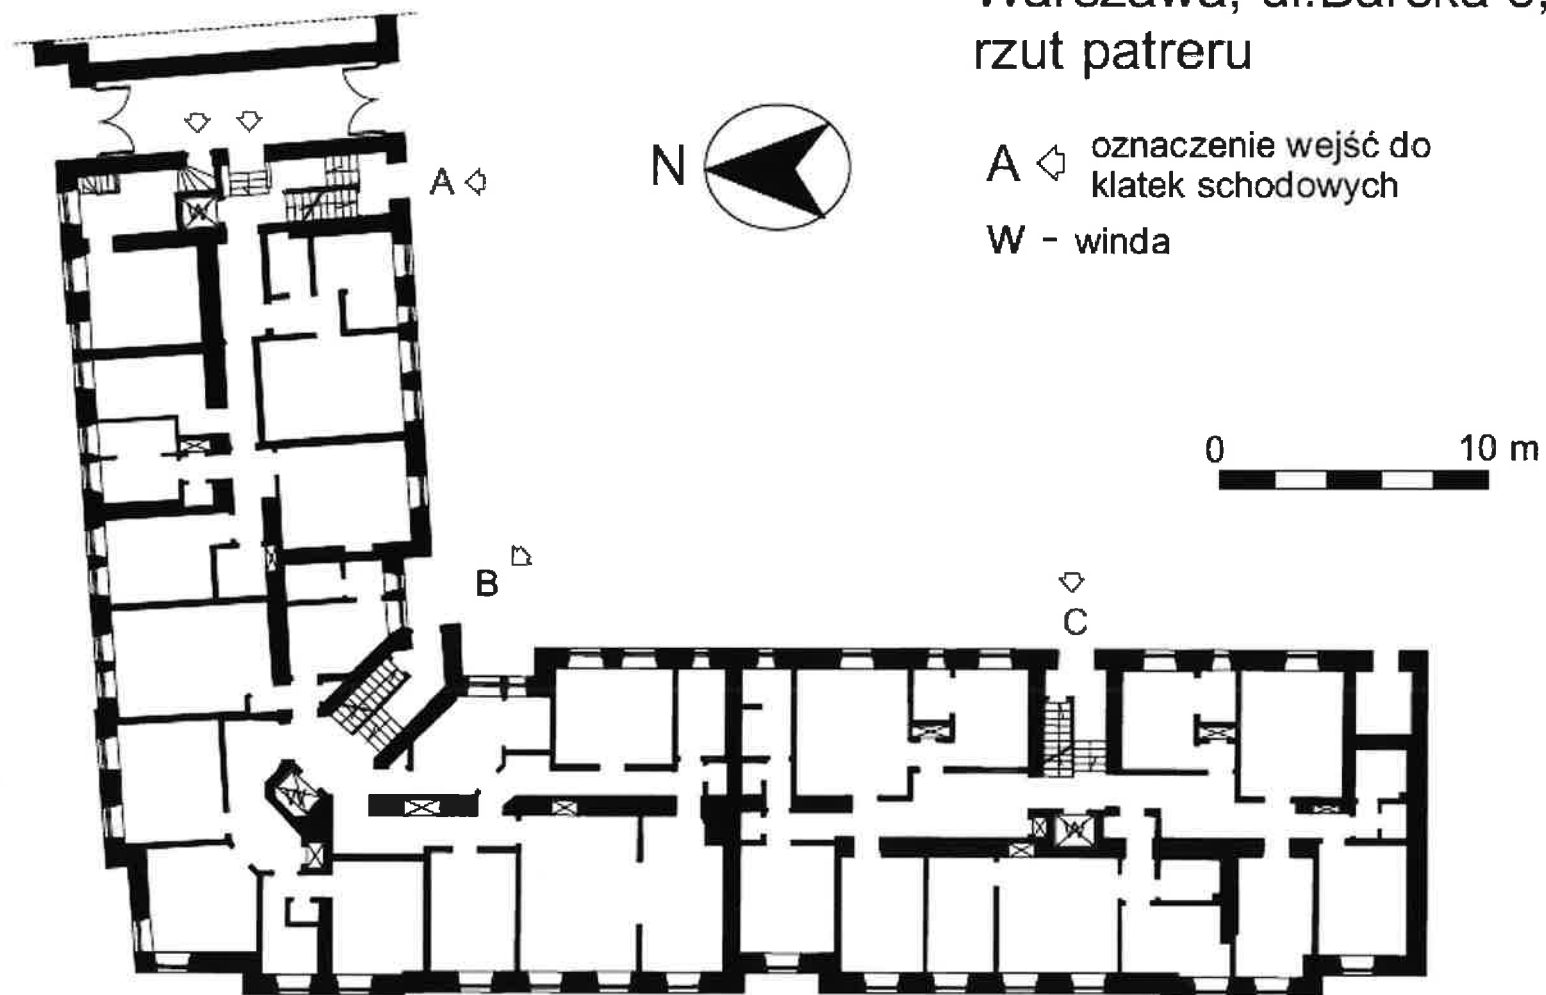 rzut patreru
N
A
oznaczenie wejść do
klatek schodowych
W - winda
A
W
0 10 m
B
C
W
W